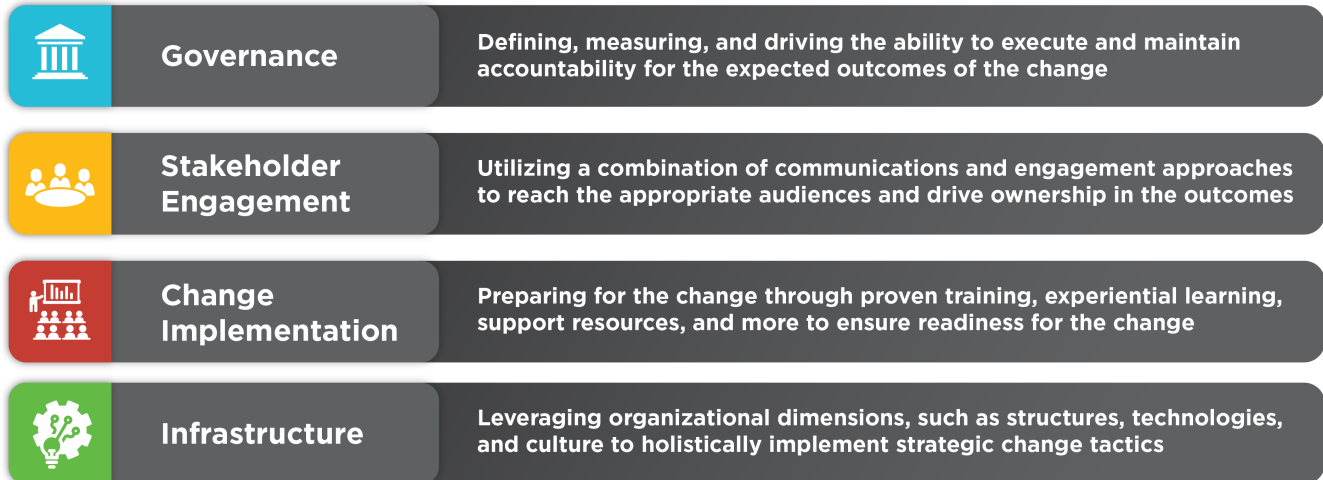 Governance
Defining, measuring, and driving the ability to execute and maintain
accountability for the expected outcomes of the change
Stakeholder
Engagement
Utilizing a combination of communications and engagement approaches
to reach the appropriate audiences and drive ownership in the outcomes
Change
Implementation
Preparing for the change through proven training, experiential learning,
support resources, and more to ensure readiness for the change
Infrastructure
Leveraging organizational dimensions, such as structures, technologies,
and culture to holistically implement strategic change tactics